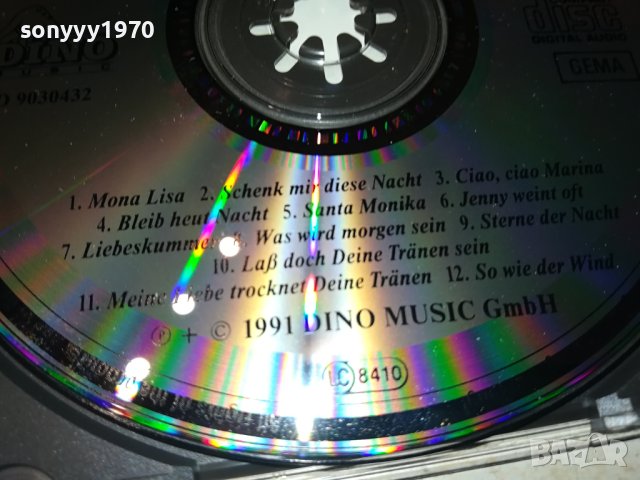 sonyyy1970
DINO
MUSIC
disc
DIGITAL AUDIO
GEMA
9030432
1. Mona Lisa 2. Schenk mir diese Nacht 3. Ciao, ciao Marina
4. Bleib heut Nacht 5. Santa Monika 6. Jenny weint oft
7. Liebeskummer 8. Was wird morgen sein 9. Sterne der Nacht
10. Laß doch Deine Tränen sein
11. Meine Liebe trocknet Deine Tränen 12. So wie der Wind
℗ + © 1991 DINO MUSIC GmbH
LC 8410
BAZAR